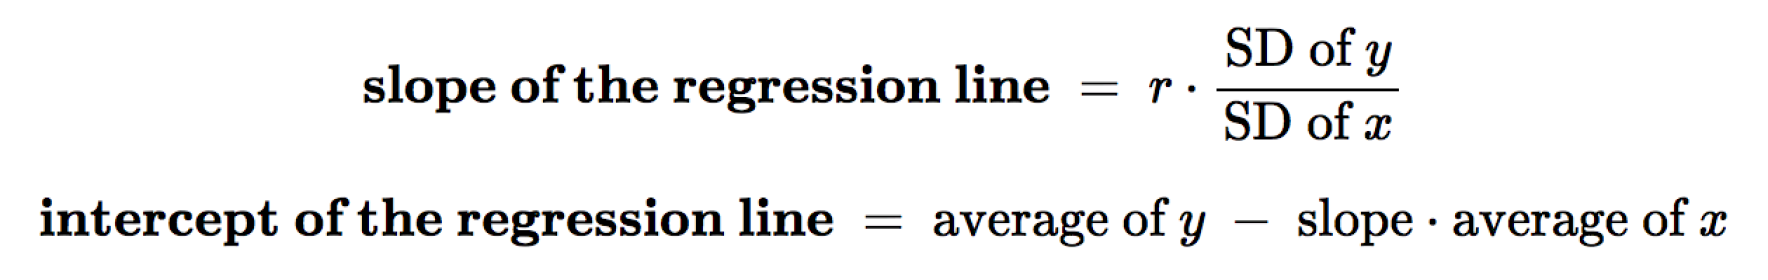 slope of the regression line = r · SD of y / SD of x
intercept of the regression line = average of y − slope · average of x